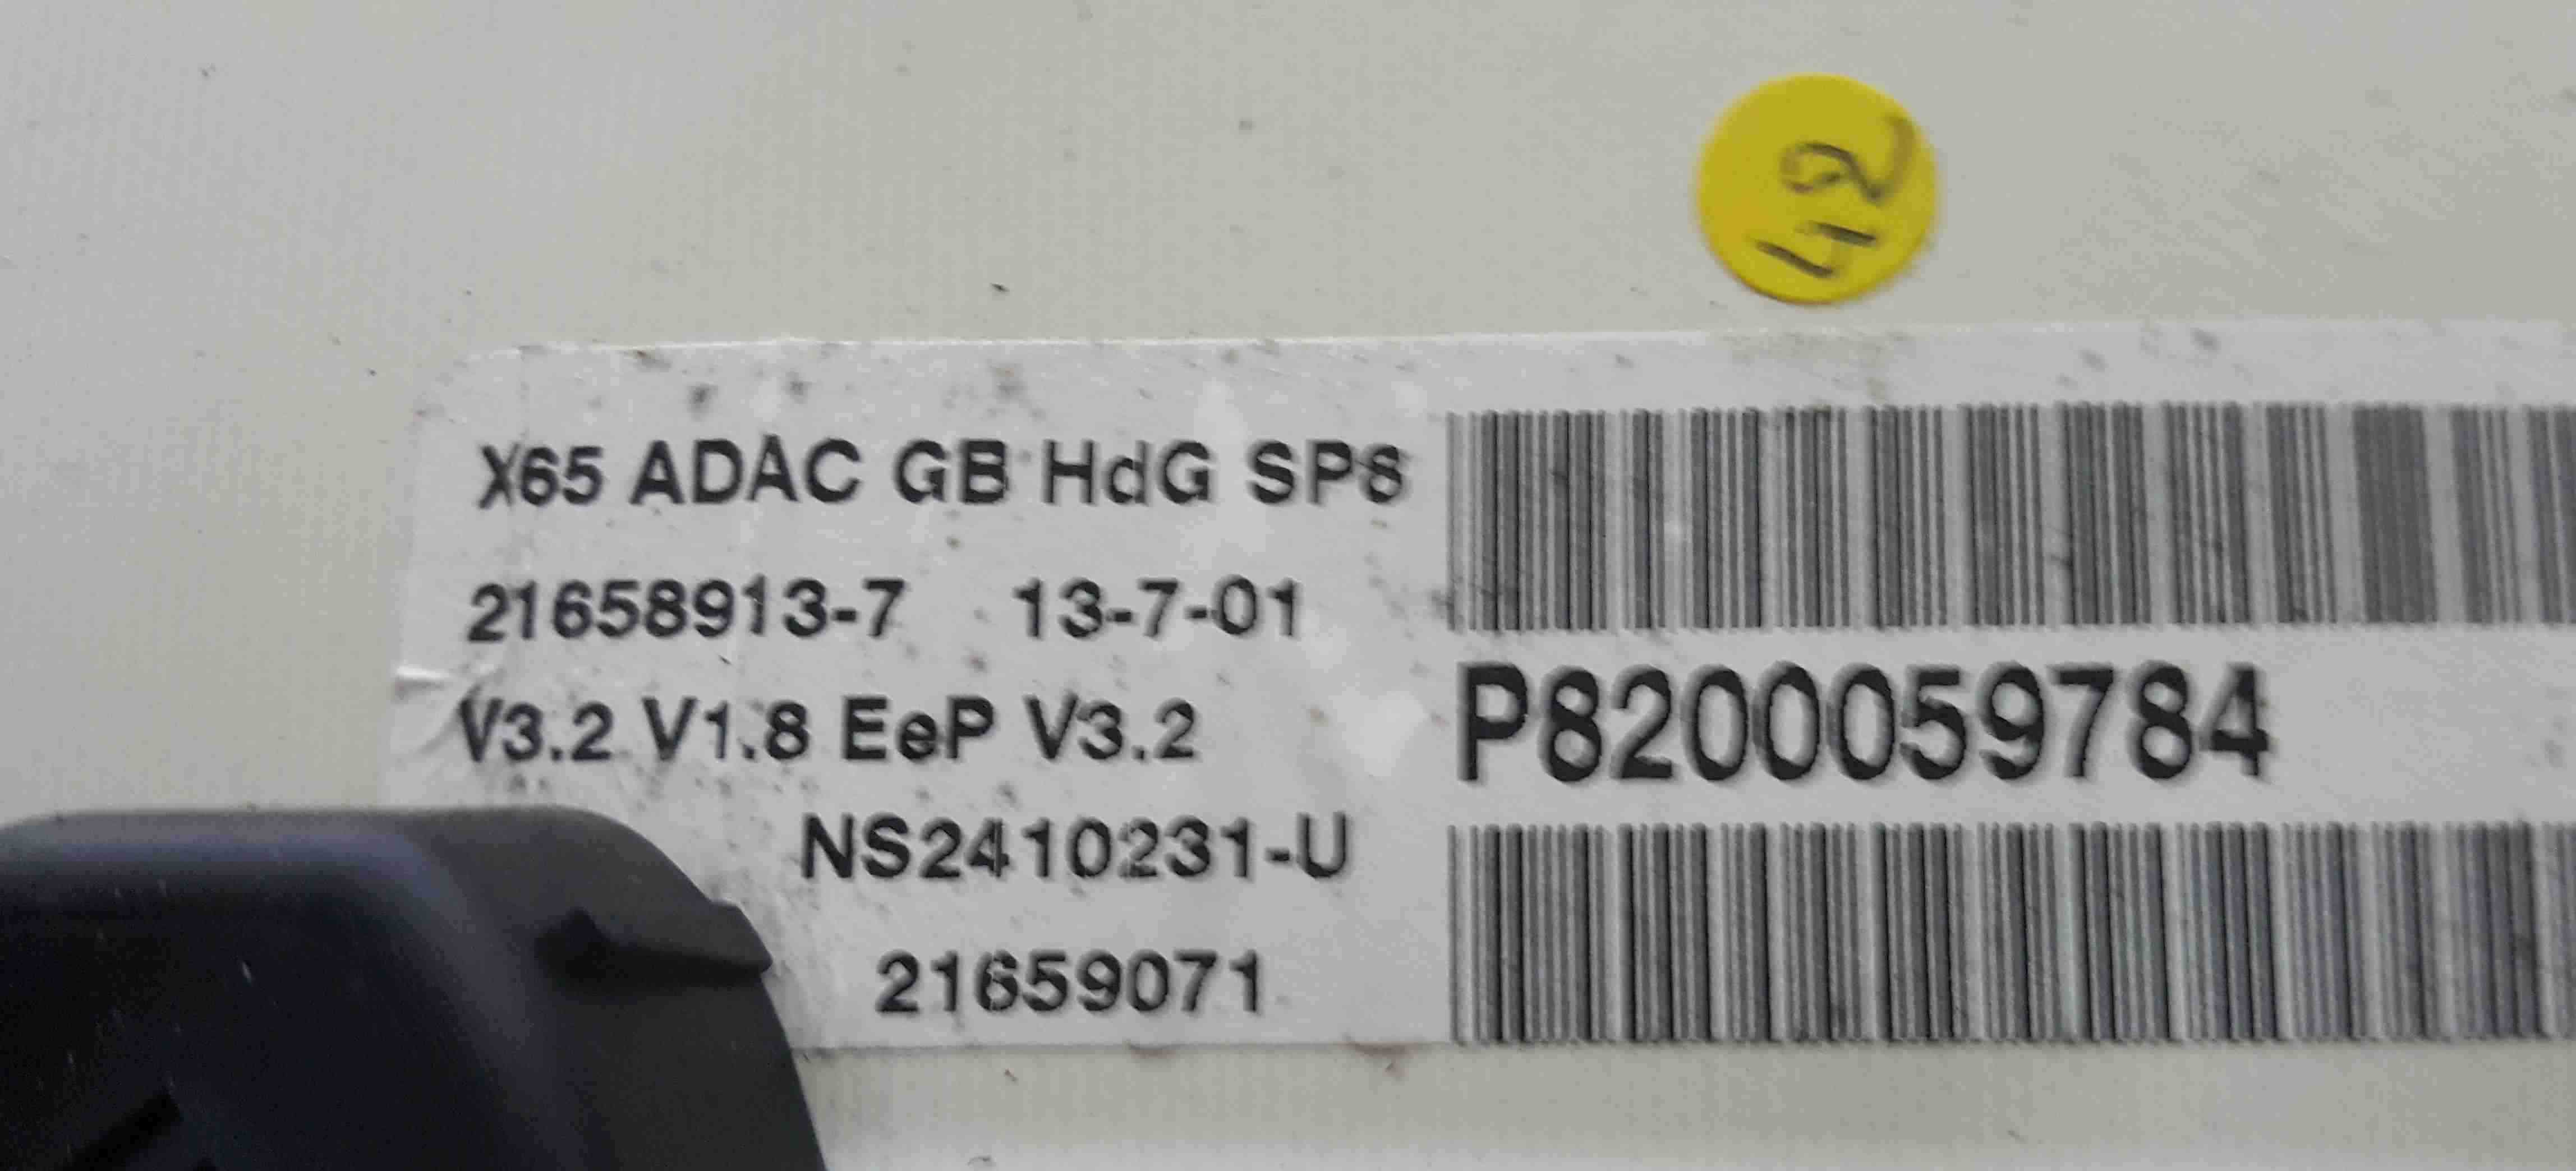 X65 ADAC GB HdG SP8
21658913-7 13-7-01
V3.2 V1.8 EeP V3.2
NS2410231-U
21659071
P8200059784